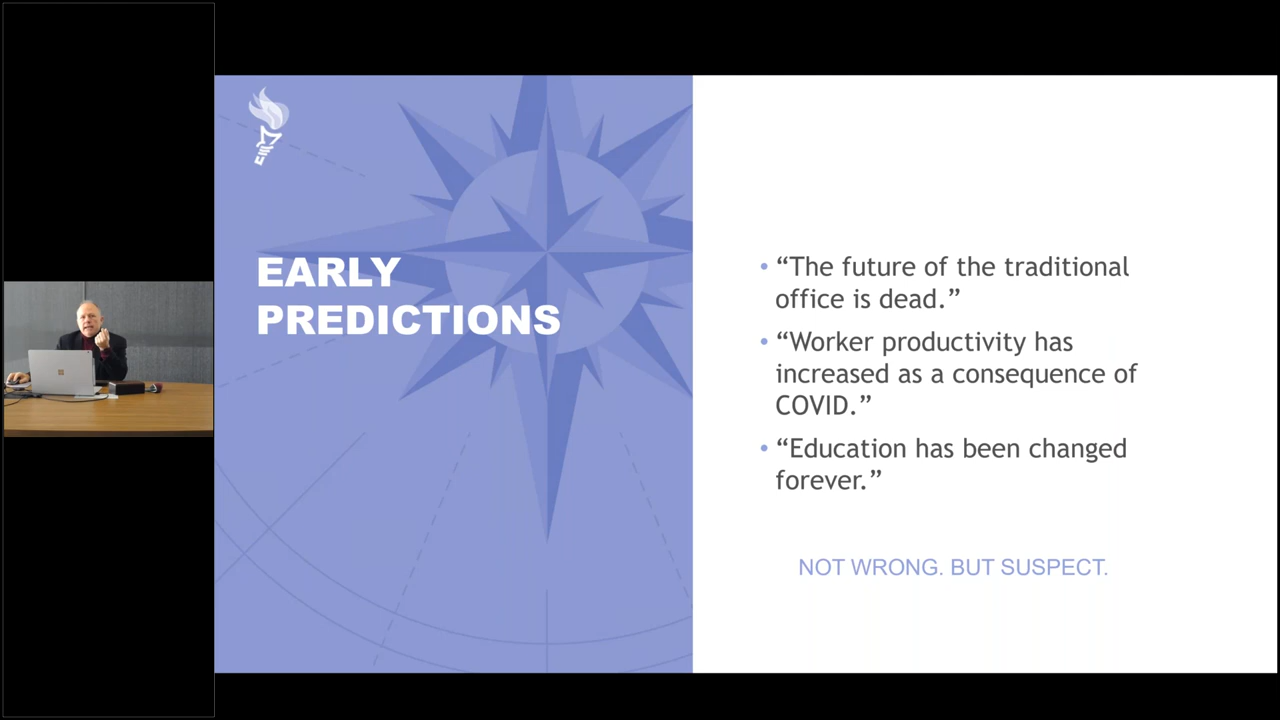 EARLY
PREDICTIONS
• “The future of the traditional
office is dead.”
• “Worker productivity has
increased as a consequence of
COVID.”
• “Education has been changed
forever.”
NOT WRONG. BUT SUSPECT.